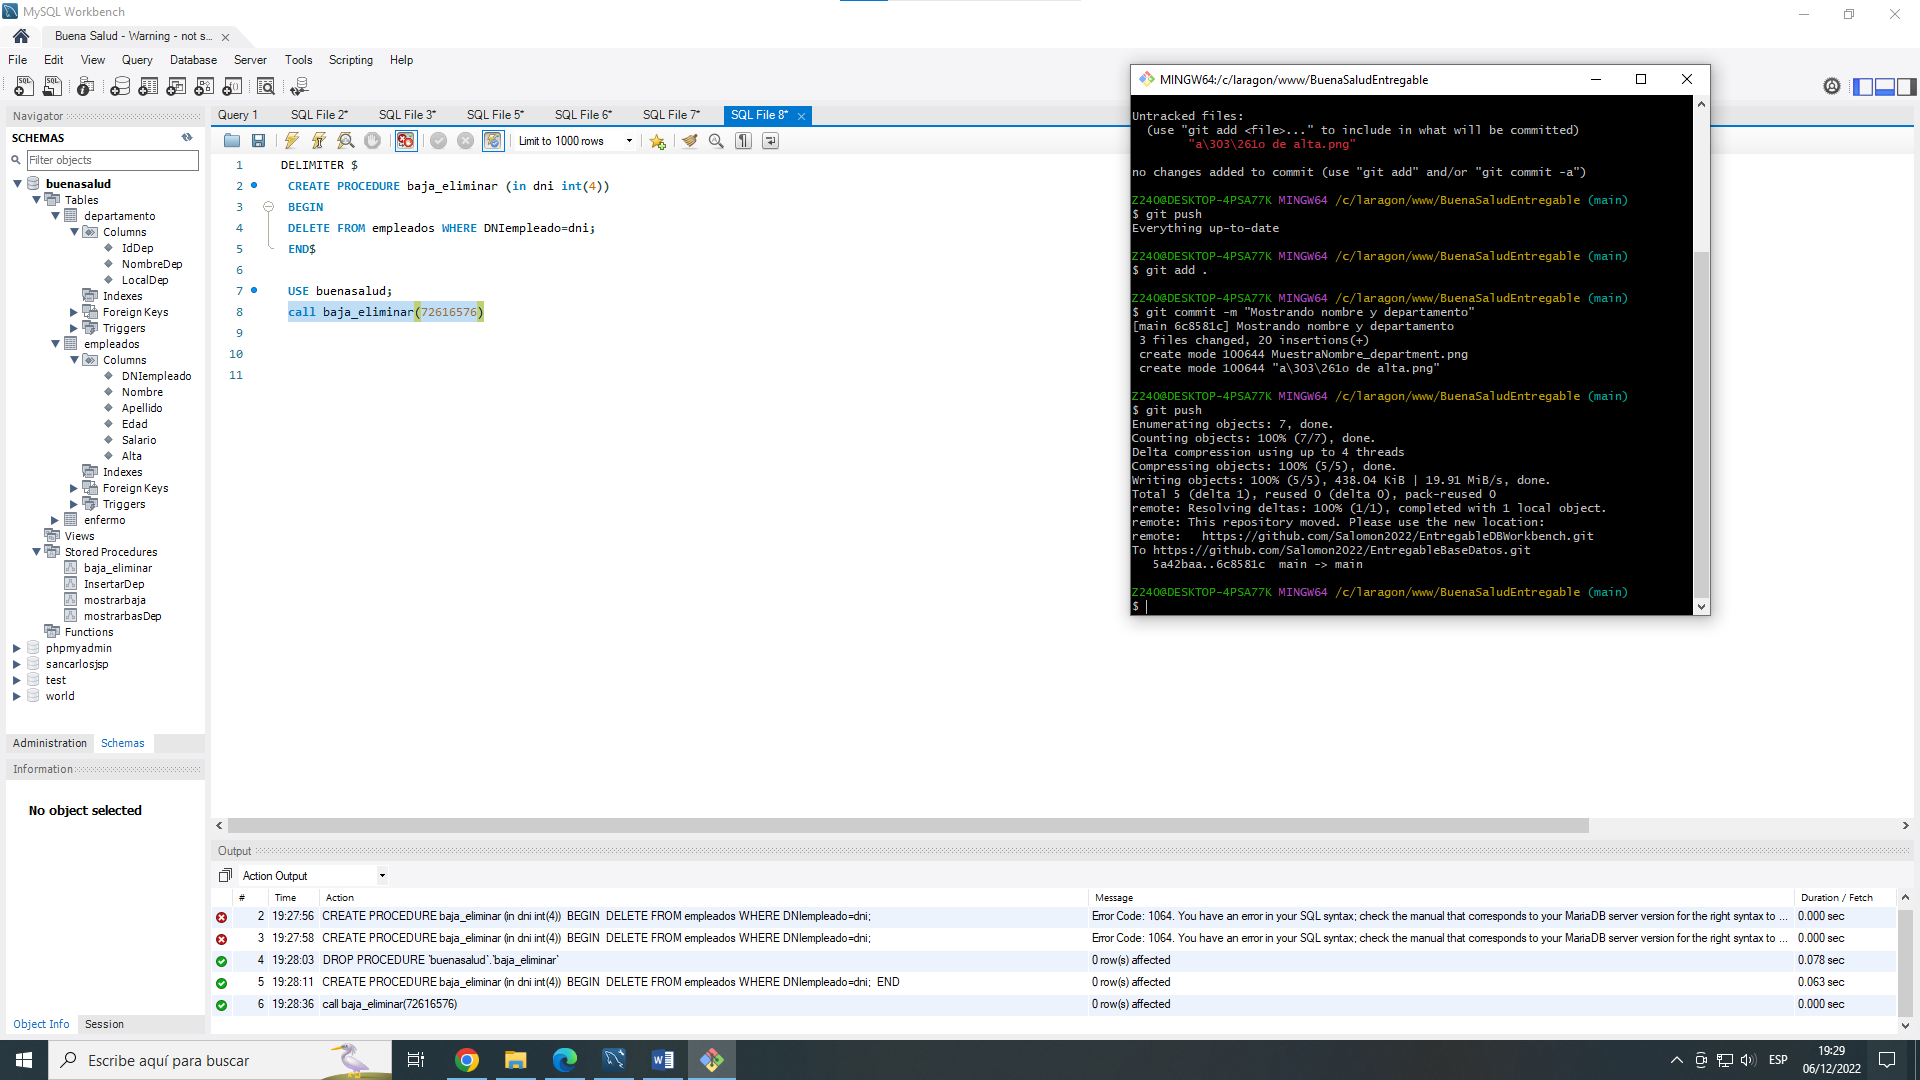 MySQL Workbench
Buena Salud - Warning - not s...
File Edit View Query Database Server Tools Scripting Help
Navigator
SCHEMAS
Filter objects
buenasalud
Tables
departamento
Columns
IdDep
NombreDep
LocalDep
Indexes
Foreign Keys
Triggers
empleados
Columns
DNIempleado
Nombre
Apellido
Edad
Salario
Alta
Indexes
Foreign Keys
Triggers
enfermo
Views
Stored Procedures
baja_eliminar
InsertarDep
mostrarbaja
mostrarbasDep
Functions
phpmyadmin
sancarlosjsp
test
world
Administration Schemas
Information
No object selected
Object Info Session
Query 1 SQL File 2* SQL File 3* SQL File 5* SQL File 6* SQL File 7* SQL File 8*
Limit to 1000 rows
1 DELIMITER $
2 CREATE PROCEDURE baja_eliminar (in dni int(4))
3 BEGIN
4 DELETE FROM empleados WHERE DNIempleado=dni;
5 END$
6
7 USE buenasalud;
8 call baja_eliminar(72616576)
9
10
11
MINGW64:/c/laragon/www/BuenaSaludEntregable
Untracked files:
(use "git add <file>..." to include in what will be committed)
"a\303\261o de alta.png"
no changes added to commit (use "git add" and/or "git commit -a")
Z240@DESKTOP-4PSA77K MINGW64 /c/laragon/www/BuenaSaludEntregable (main)
$ git push
Everything up-to-date
Z240@DESKTOP-4PSA77K MINGW64 /c/laragon/www/BuenaSaludEntregable (main)
$ git add .
Z240@DESKTOP-4PSA77K MINGW64 /c/laragon/www/BuenaSaludEntregable (main)
$ git commit -m "Mostrando nombre y departamento"
[main 6c8581c] Mostrando nombre y departamento
3 files changed, 20 insertions(+)
create mode 100644 MuestraNombre_department.png
create mode 100644 "a\303\261o de alta.png"
Z240@DESKTOP-4PSA77K MINGW64 /c/laragon/www/BuenaSaludEntregable (main)
$ git push
Enumerating objects: 7, done.
Counting objects: 100% (7/7), done.
Delta compression using up to 4 threads
Compressing objects: 100% (5/5), done.
Writing objects: 100% (5/5), 438.04 KiB | 19.91 MiB/s, done.
Total 5 (delta 1), reused 0 (delta 0), pack-reused 0
remote: Resolving deltas: 100% (1/1), completed with 1 local object.
remote: This repository moved. Please use the new location:
remote: https://github.com/Salomon2022/EntregableDBWorkbench.git
To https://github.com/Salomon2022/EntregableBaseDatos.git
5a42baa..6c8581c main -> main
Z240@DESKTOP-4PSA77K MINGW64 /c/laragon/www/BuenaSaludEntregable (main)
$
Output
Action Output
# Time Action Message Duration / Fetch
2 19:27:56 CREATE PROCEDURE baja_eliminar (in dni int(4)) BEGIN DELETE FROM empleados WHERE DNIempleado=dni; Error Code: 1064. You have an error in your SQL syntax; check the manual that corresponds to your MariaDB server version for the right syntax to ... 0.000 sec
3 19:27:58 CREATE PROCEDURE baja_eliminar (in dni int(4)) BEGIN DELETE FROM empleados WHERE DNIempleado=dni; Error Code: 1064. You have an error in your SQL syntax; check the manual that corresponds to your MariaDB server version for the right syntax to ... 0.000 sec
4 19:28:03 DROP PROCEDURE `buenasalud`.`baja_eliminar` 0 row(s) affected 0.078 sec
5 19:28:11 CREATE PROCEDURE baja_eliminar (in dni int(4)) BEGIN DELETE FROM empleados WHERE DNIempleado=dni; END 0 row(s) affected 0.063 sec
6 19:28:36 call baja_eliminar(72616576) 0 row(s) affected 0.000 sec
Escribe aquí para buscar
ESP
19:29
06/12/2022